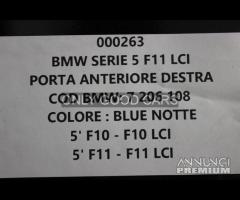 000263
BMW SERIE 5 F11 LCI
PORTA ANTERIORE DESTRA
COD BMW: 7 206 108
COLORE : BLUE NOTTE
5' F10 - F10 LCI
5' F11 - F11 LCI
ANNUNCI
PREMIUM